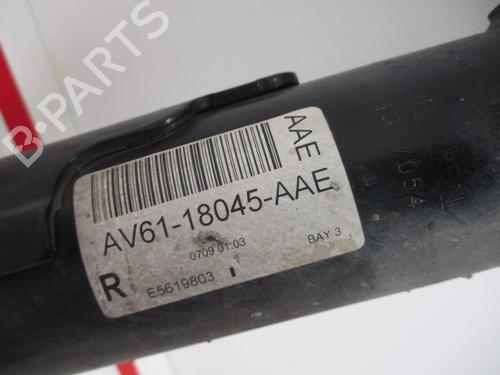 B-PARTS
AAE
AV61-18045-AAE
0709 01:03
BAY 3
R
E5619803